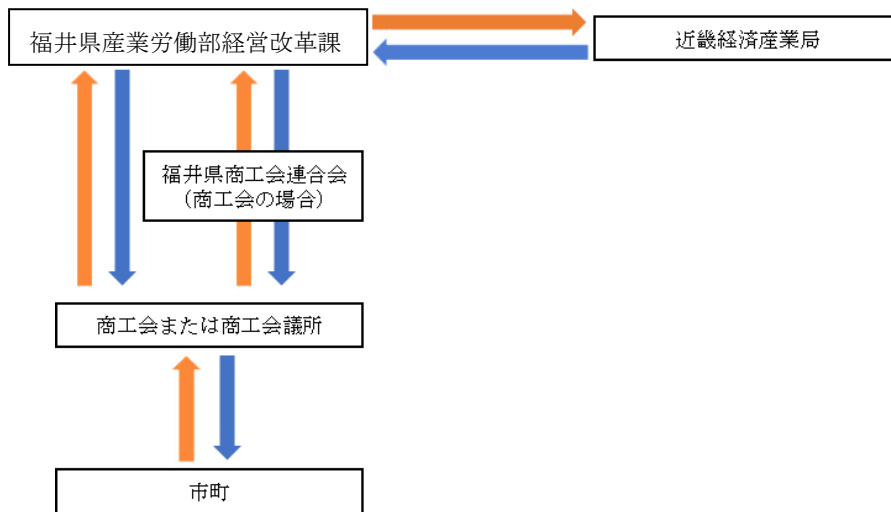 福井県産業労働部経営改革課
近畿経済産業局
福井県商工会連合会
(商工会の場合)
商工会または商工会議所
市町